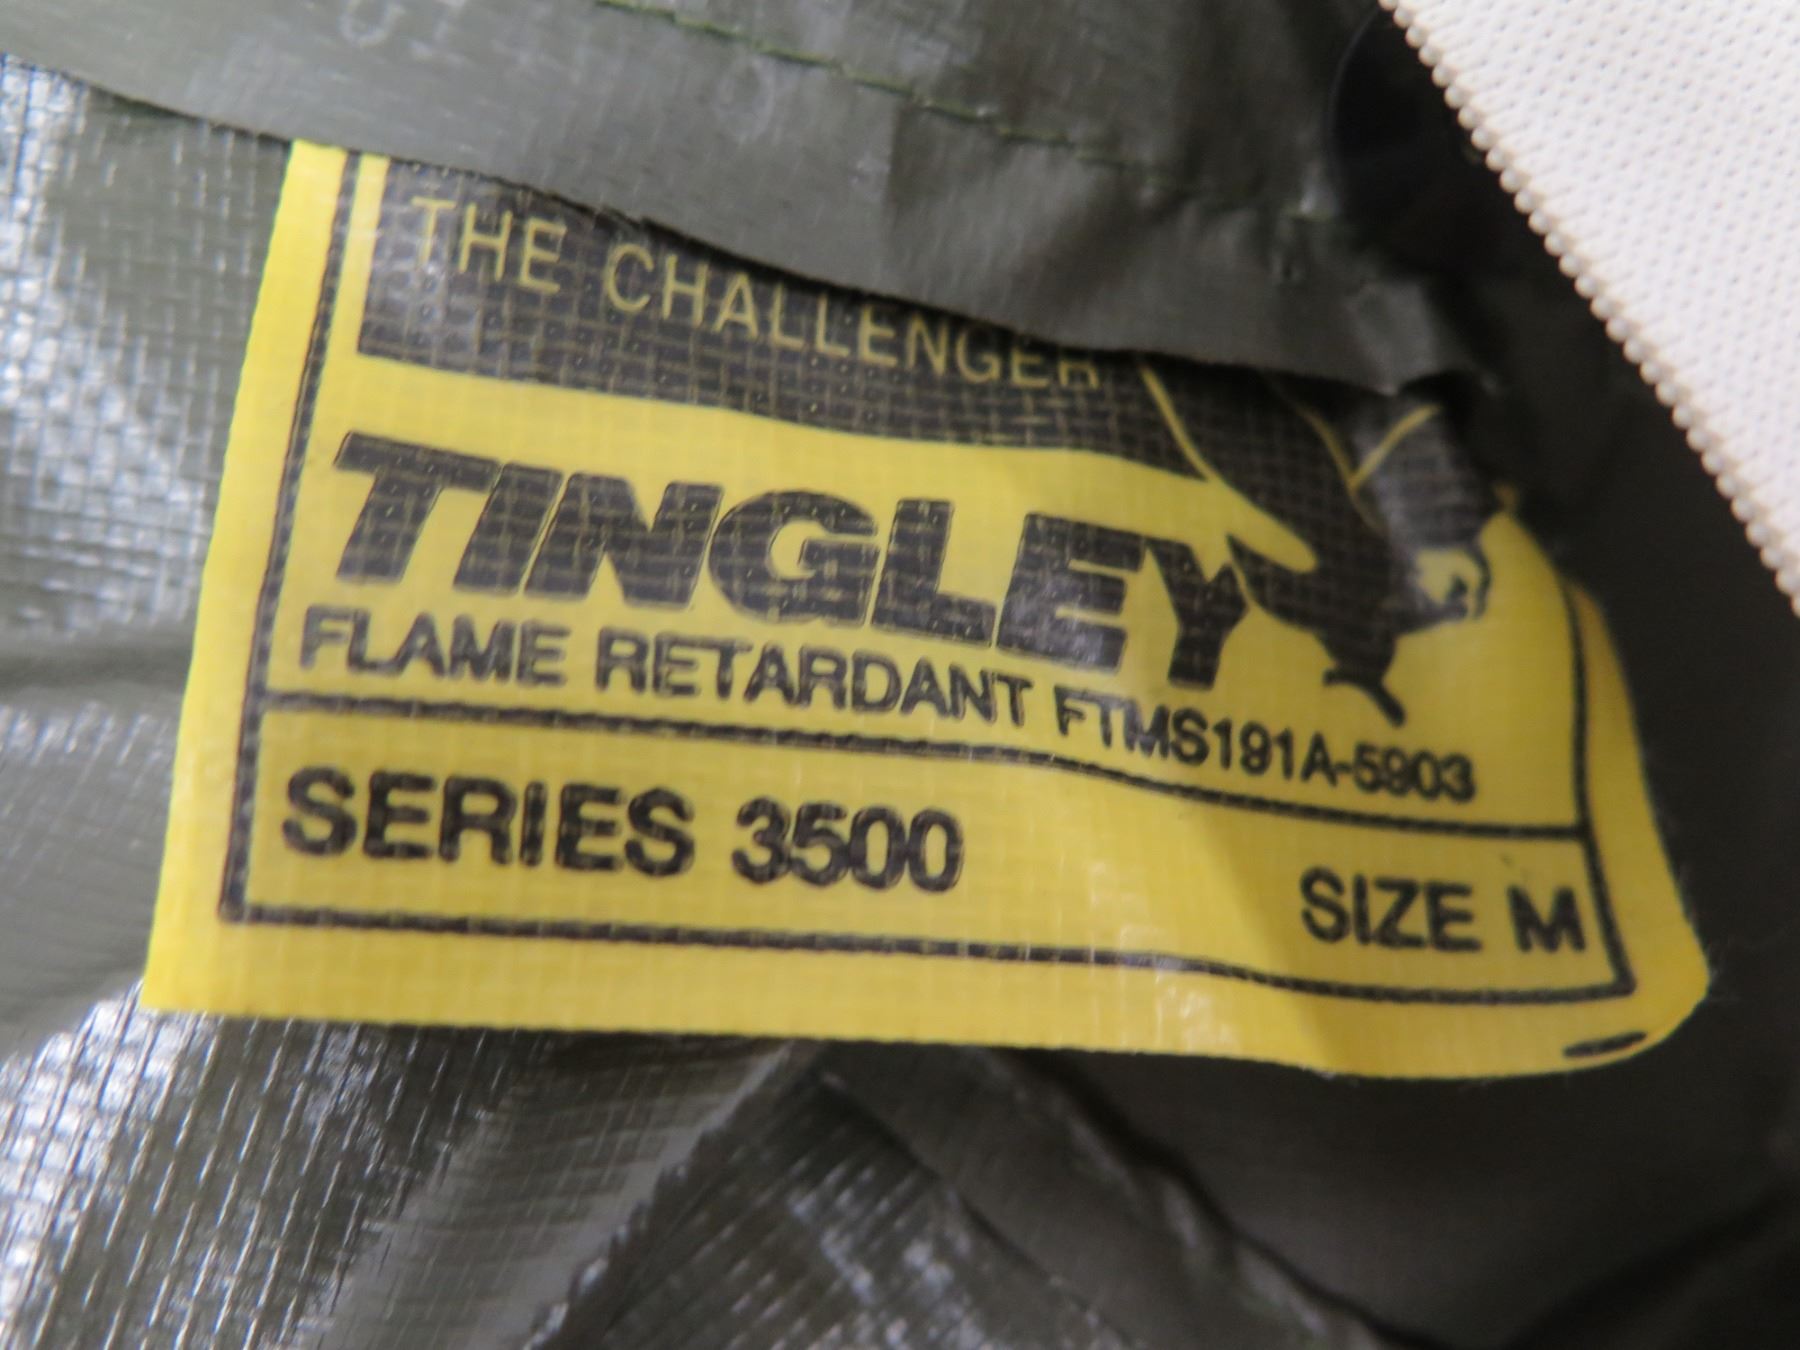 THE CHALLENGER
TINGLEY
FLAME RETARDANT FTMS191A-5903
SERIES 3500
SIZE M